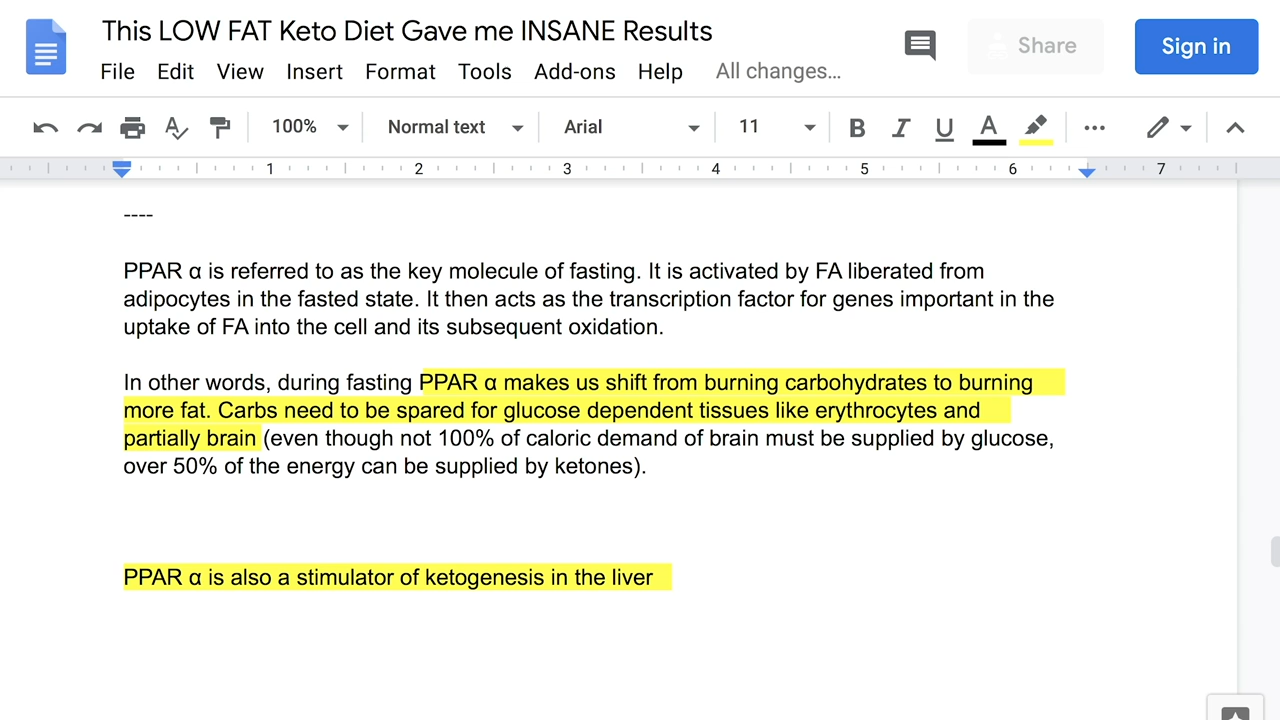 This LOW FAT Keto Diet Gave me INSANE Results
File Edit View Insert Format Tools Add-ons Help All changes…
Share
Sign in
100% Normal text Arial 11 B I U A
1 2 3 4 5 6 7
----
PPAR α is referred to as the key molecule of fasting. It is activated by FA liberated from
adipocytes in the fasted state. It then acts as the transcription factor for genes important in the
uptake of FA into the cell and its subsequent oxidation.
In other words, during fasting PPAR α makes us shift from burning carbohydrates to burning
more fat. Carbs need to be spared for glucose dependent tissues like erythrocytes and
partially brain (even though not 100% of caloric demand of brain must be supplied by glucose,
over 50% of the energy can be supplied by ketones).
PPAR α is also a stimulator of ketogenesis in the liver